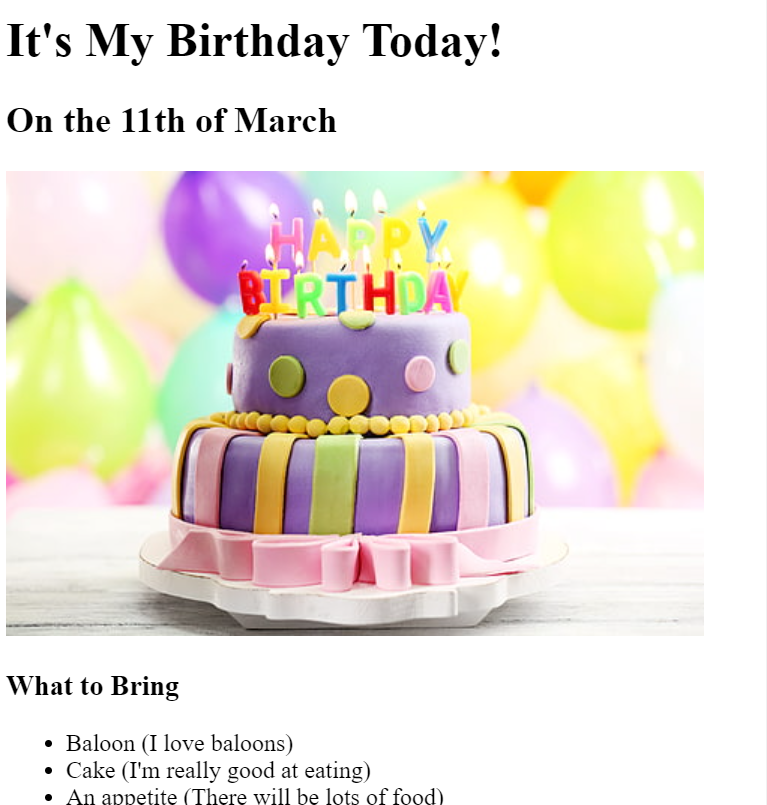 It's My Birthday Today!
On the 11th of March
HAPPY
BIRTHDAY
What to Bring
Baloon (I love baloons)
Cake (I'm really good at eating)
An appetite (There will be lots of food)